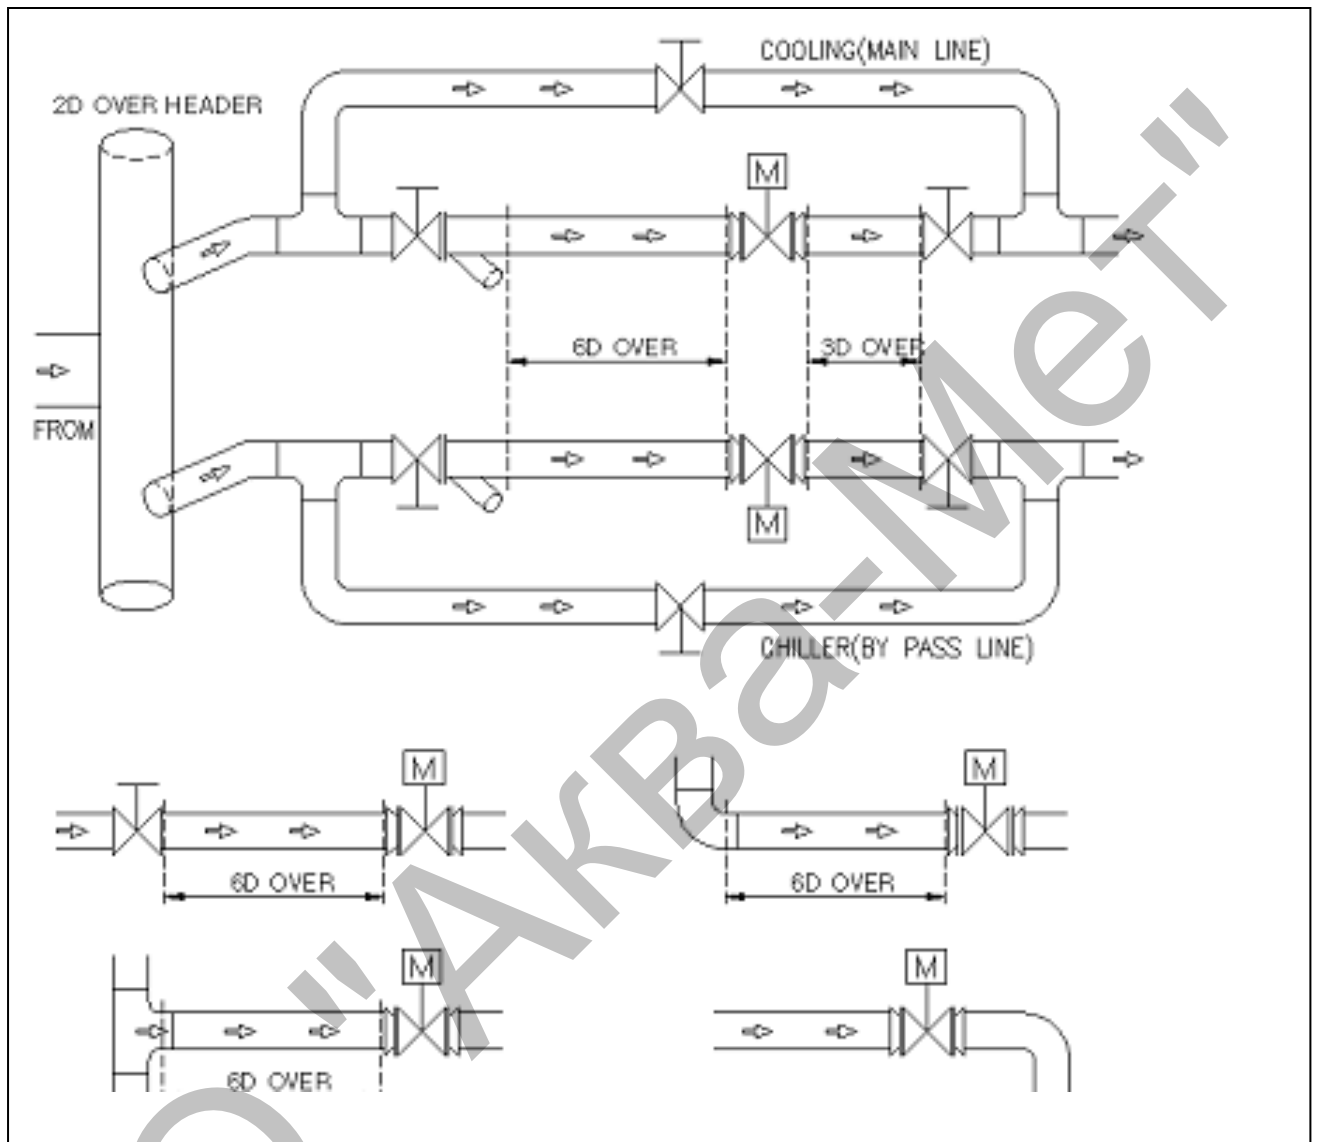 COOLING(MAIN LINE)
2D OVER HEADER
M
6D OVER
3D OVER
FROM
M
CHILLER(BY PASS LINE)
M
M
6D OVER
6D OVER
M
M
6D OVER
О "Аква-Мет"